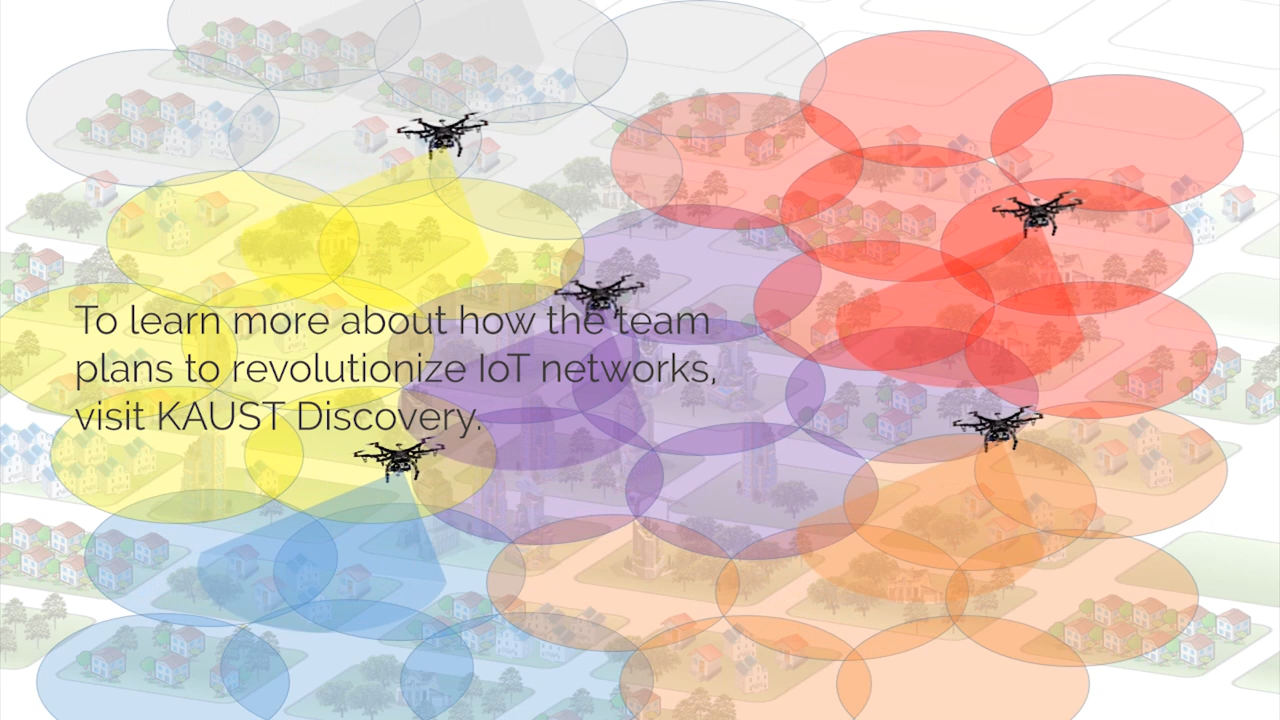 To learn more about how the team
plans to revolutionize IoT networks,
visit KAUST Discovery.